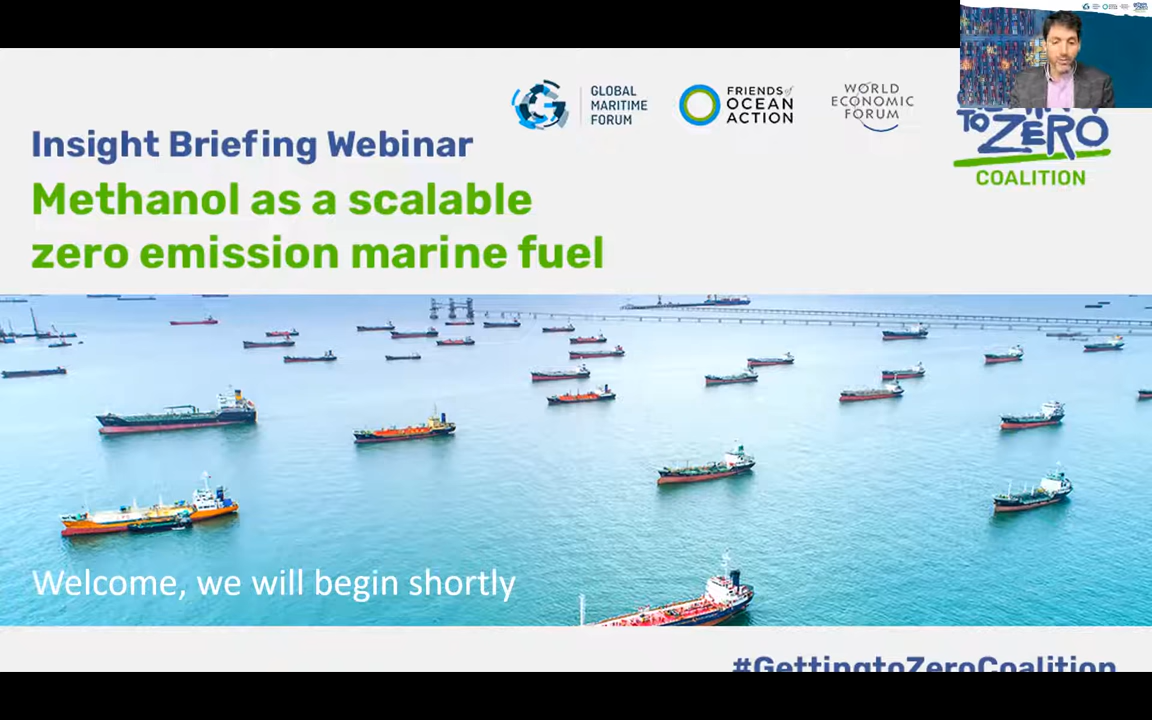 Insight Briefing Webinar
Methanol as a scalable
zero emission marine fuel
GLOBAL
MARITIME
FORUM
FRIENDS of
OCEAN
ACTION
WORLD
ECONOMIC
FORUM
TO ZERO
COALITION
Welcome, we will begin shortly
#GettingtoZeroCoalition